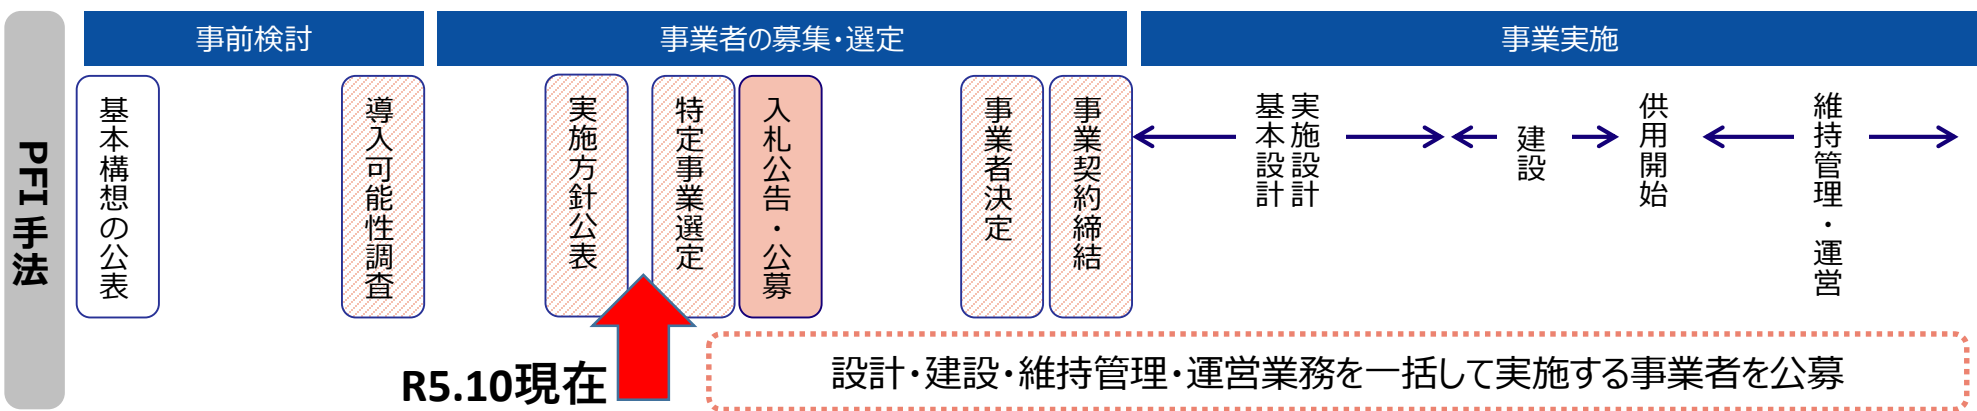 PFI手法
事前検討
事業者の募集・選定
事業実施
基本構想の公表
導入可能性調査
実施方針公表
特定事業選定
入札公告・公募
事業者決定
事業契約締結
実施設計
基本設計
建設
供用開始
維持管理・運営
R5.10現在
設計・建設・維持管理・運営業務を一括して実施する事業者を公募